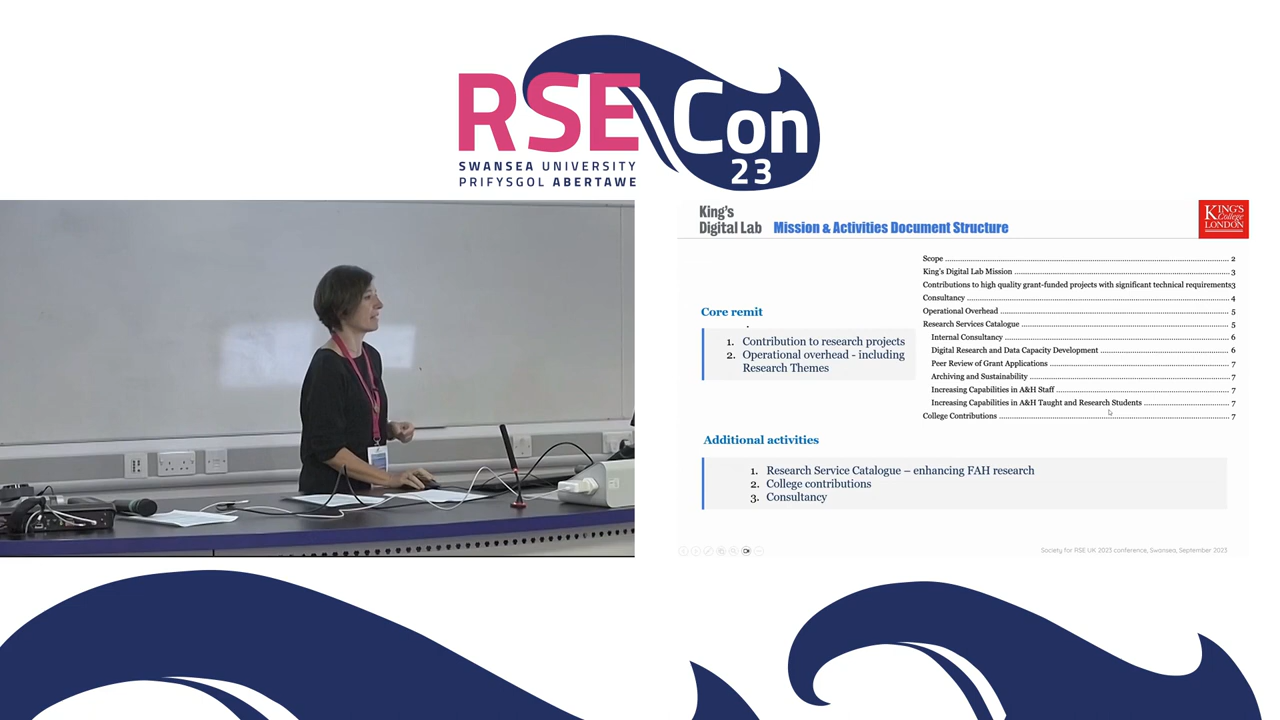 RSE Con
23
SWANSEA UNIVERSITY
PRIFYSGOL ABERTAWE
King's
Digital Lab
Mission & Activities Document Structure
KING'S
College
LONDON
Core remit
1. Contribution to research projects
2. Operational overhead - including
Research Themes
Scope 2
King's Digital Lab Mission 3
Contributions to high quality grant-funded projects with significant technical requirements3
Consultancy 4
Operational Overhead 5
Research Services Catalogue 5
Internal Consultancy 6
Digital Research and Data Capacity Development 6
Peer Review of Grant Applications 7
Archiving and Sustainability 7
Increasing Capabilities in A&H Staff 7
Increasing Capabilities in A&H Taught and Research Students 7
College Contributions 7
Additional activities
1. Research Service Catalogue – enhancing FAH research
2. College contributions
3. Consultancy
Society for RSE UK 2023 conference, Swansea, September 2023